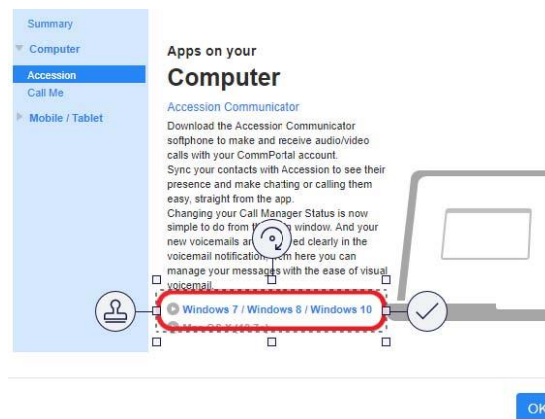 Summary
Computer
Accession
Call Me
Mobile / Tablet
Apps on your
Computer
Accession Communicator
Download the Accession Communicator
softphone to make and receive audio/video
calls with your CommPortal account.
Sync your contacts with Accession to see their
presence and make chatting or calling them
easy, straight from the app.
Changing your Call Manager Status is now
simple to do from window. And your
new voicemails clearly in the
voicemail here you can
manage your messages with the ease of visual
voicemail.
Windows 7 / Windows 8 / Windows 10
OK